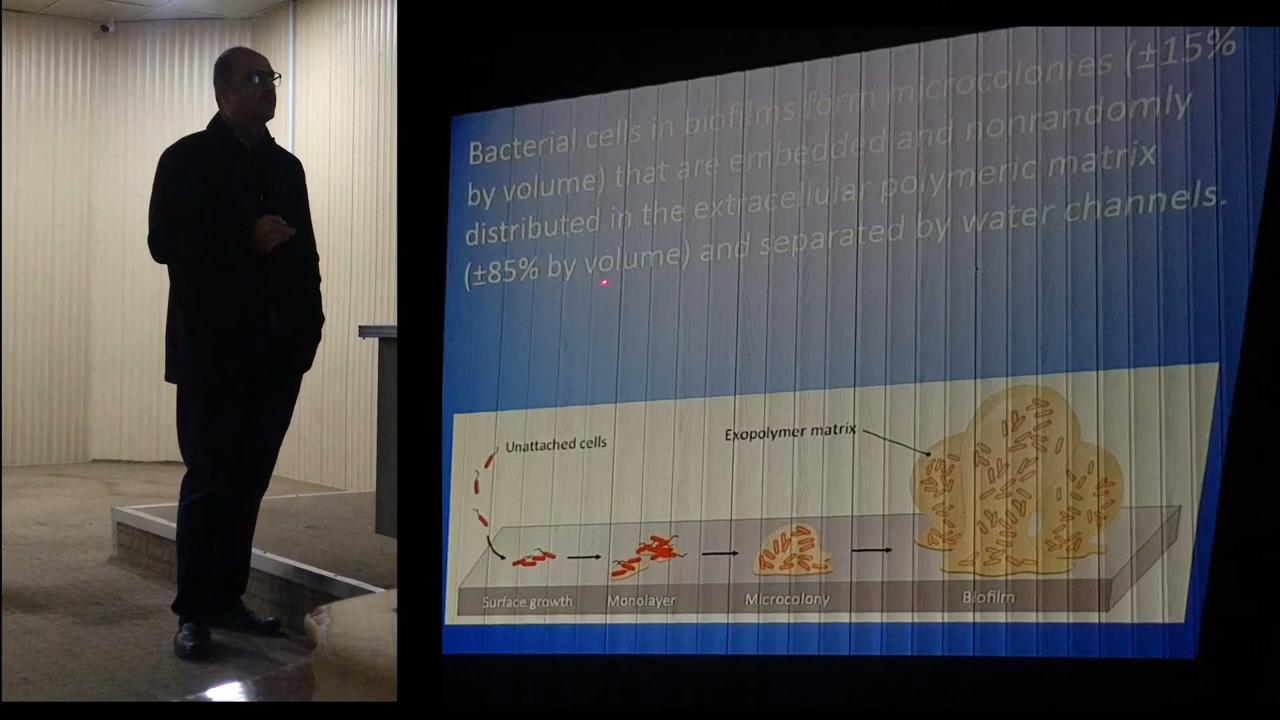 Bacterial cells in biofilms form microcolonies (±15%
by volume) that are embedded and nonrandomly
distributed in the extracellular polymeric matrix
(±85% by volume) and separated by water channels.
Unattached cells
Exopolymer matrix
Surface growth
Monolayer
Microcolony
Biofilm